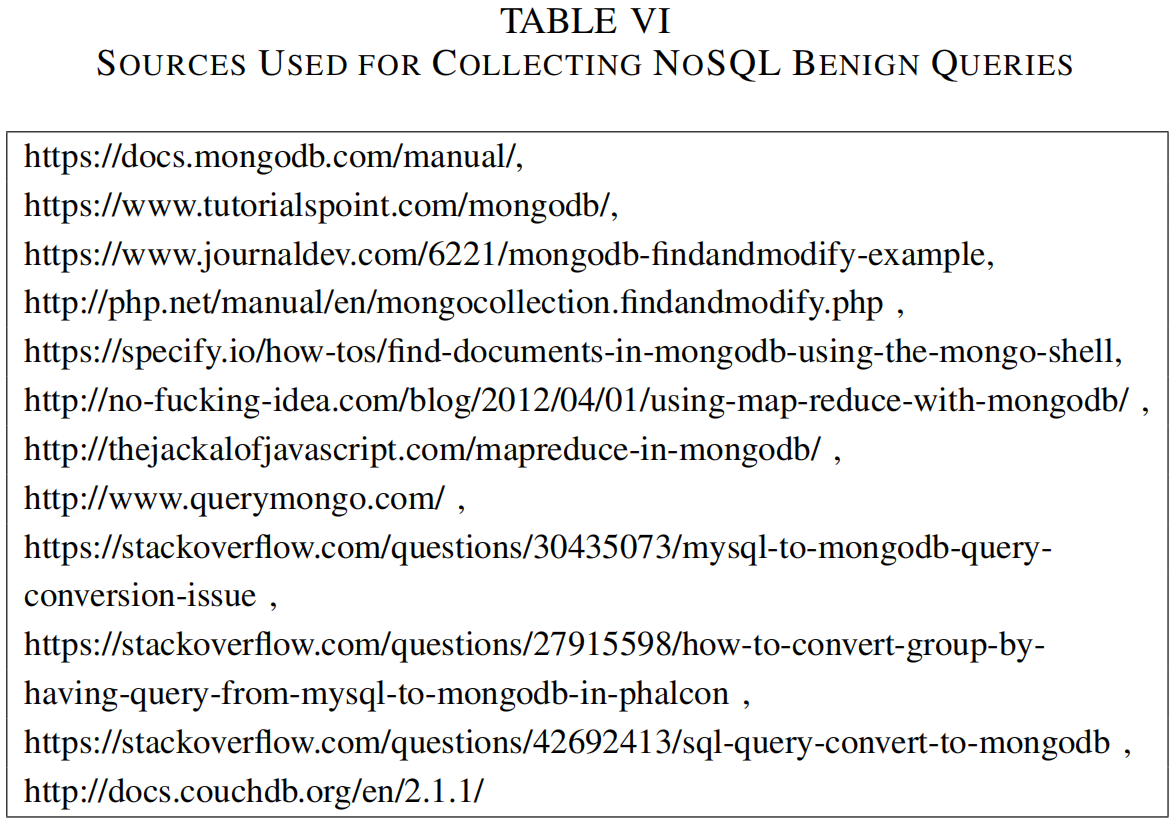 TABLE VI
SOURCES USED FOR COLLECTING NOSQL BENIGN QUERIES
https://docs.mongodb.com/manual/,
https://www.tutorialspoint.com/mongodb/,
https://www.journaldev.com/6221/mongodb-findandmodify-example,
http://php.net/manual/en/mongocollection.findandmodify.php ,
https://specify.io/how-tos/find-documents-in-mongodb-using-the-mongo-shell,
http://no-fucking-idea.com/blog/2012/04/01/using-map-reduce-with-mongodb/ ,
http://thejackalofjavascript.com/mapreduce-in-mongodb/ ,
http://www.querymongo.com/ ,
https://stackoverflow.com/questions/30435073/mysql-to-mongodb-query-
conversion-issue ,
https://stackoverflow.com/questions/27915598/how-to-convert-group-by-
having-query-from-mysql-to-mongodb-in-phalcon ,
https://stackoverflow.com/questions/42692413/sql-query-convert-to-mongodb ,
http://docs.couchdb.org/en/2.1.1/